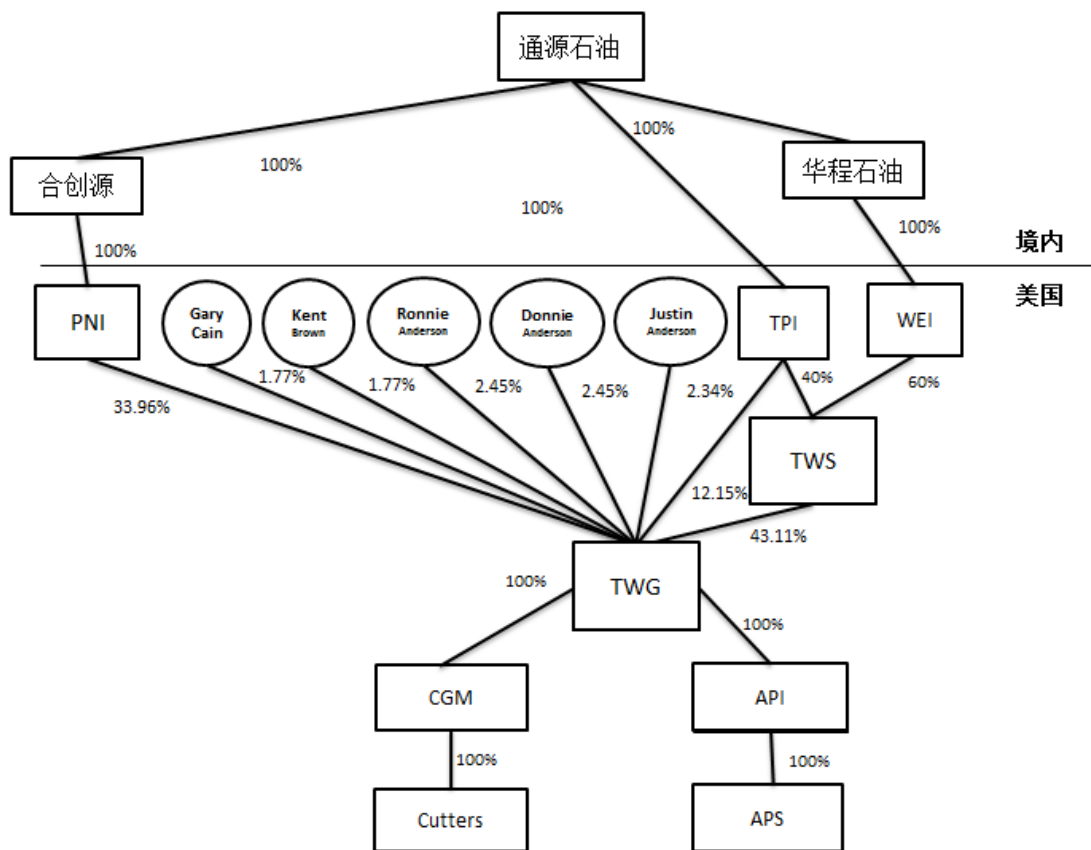 通源石油
100%
100%
合创源
华程石油
100%
100%
100%
境内
美国
PNI
Gary
Cain
Kent
Brown
Ronnie
Anderson
Donnie
Anderson
Justin
Anderson
TPI
WEI
33.96%
1.77%
1.77%
2.45%
2.45%
2.34%
40%
60%
TWS
12.15%
43.11%
TWG
100%
100%
CGM
API
100%
100%
Cutters
APS